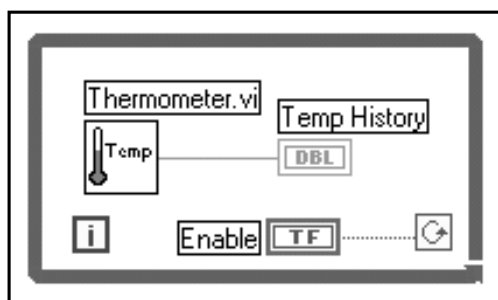 Thermometer.vi
Temp History
Temp
DBL
i
Enable
TF